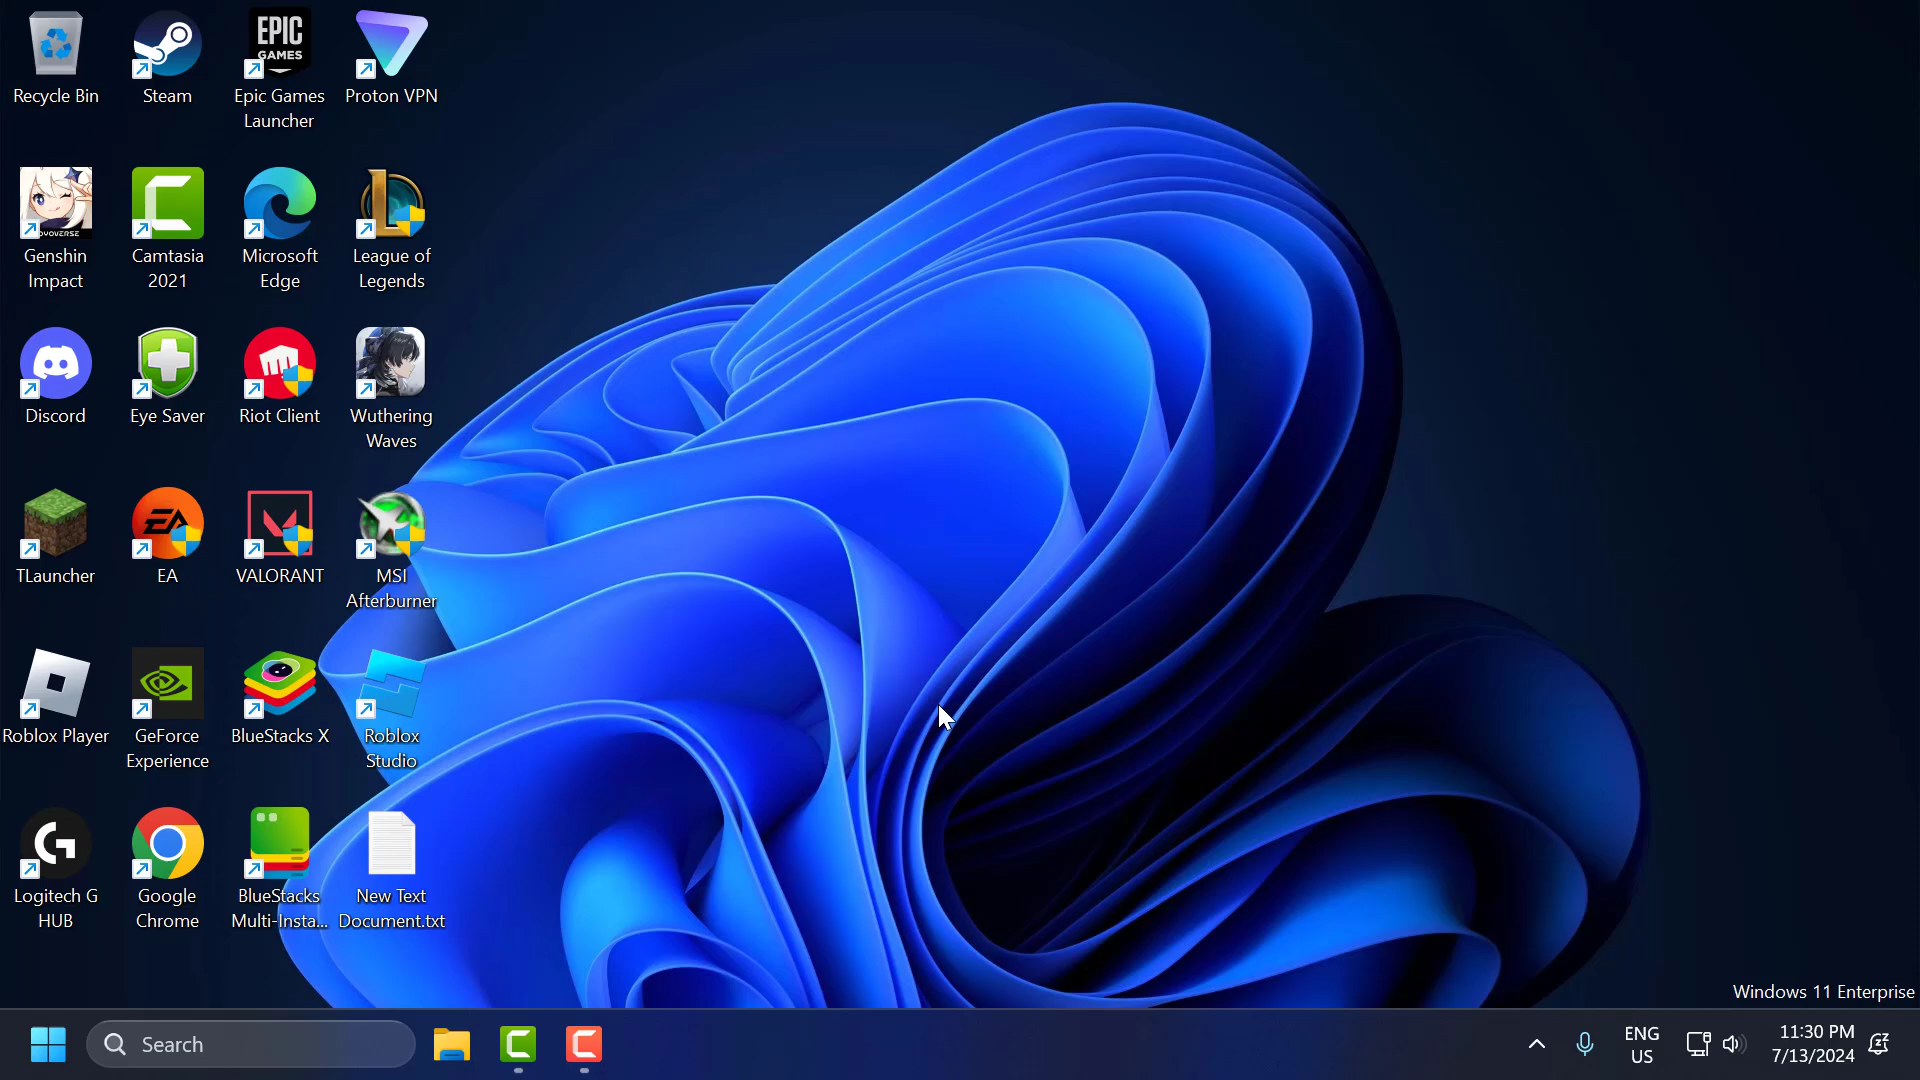 Recycle Bin
Steam
EPIC
GAMES
Epic Games
Launcher
Proton VPN
Genshin
Impact
Camtasia
2021
Microsoft
Edge
League of
Legends
Discord
Eye Saver
Riot Client
Wuthering
Waves
TLauncher
EA
EA
VALORANT
MSI
Afterburner
Roblox Player
GeForce
Experience
BlueStacks X
Roblox
Studio
Logitech G
HUB
Google
Chrome
BlueStacks
Multi-Insta...
New Text
Document.txt
Windows 11 Enterprise
Search
ENG
US
11:30 PM
7/13/2024